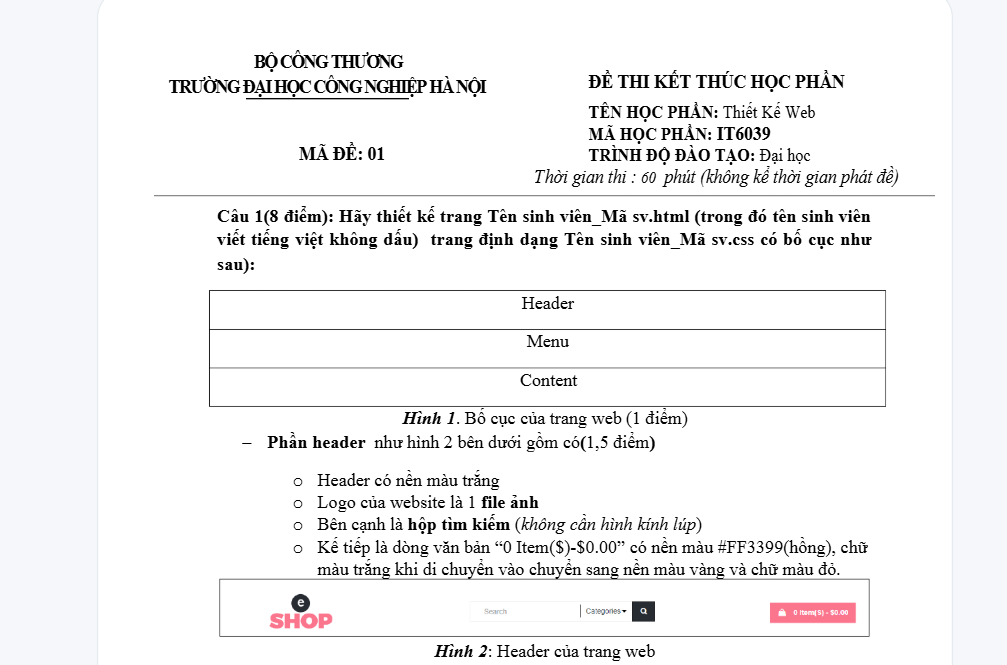 BỘ CÔNG THƯƠNG
TRƯỜNG ĐẠI HỌC CÔNG NGHIỆP HÀ NỘI
MÃ ĐỀ: 01
ĐỀ THI KẾT THÚC HỌC PHẦN
TÊN HỌC PHẦN: Thiết Kế Web
MÃ HỌC PHẦN: IT6039
TRÌNH ĐỘ ĐÀO TẠO: Đại học
Thời gian thi : 60 phút (không kể thời gian phát đề)
Câu 1(8 điểm): Hãy thiết kế trang Tên sinh viên_Mã sv.html (trong đó tên sinh viên
viết tiếng việt không dấu) trang định dạng Tên sinh viên_Mã sv.css có bố cục như
sau):
Header
Menu
Content
Hình 1. Bố cục của trang web (1 điểm)
– Phần header như hình 2 bên dưới gồm có(1,5 điểm)
o Header có nền màu trắng
o Logo của website là 1 file ảnh
o Bên cạnh là hộp tìm kiếm (không cần hình kính lúp)
o Kế tiếp là dòng văn bản “0 Item($)-$0.00” có nền màu #FF3399(hồng), chữ
màu trắng khi di chuyển vào chuyển sang nền màu vàng và chữ màu đỏ.
e
SHOP
Search
Categories
0 Item(S) - $0.00
Hình 2: Header của trang web